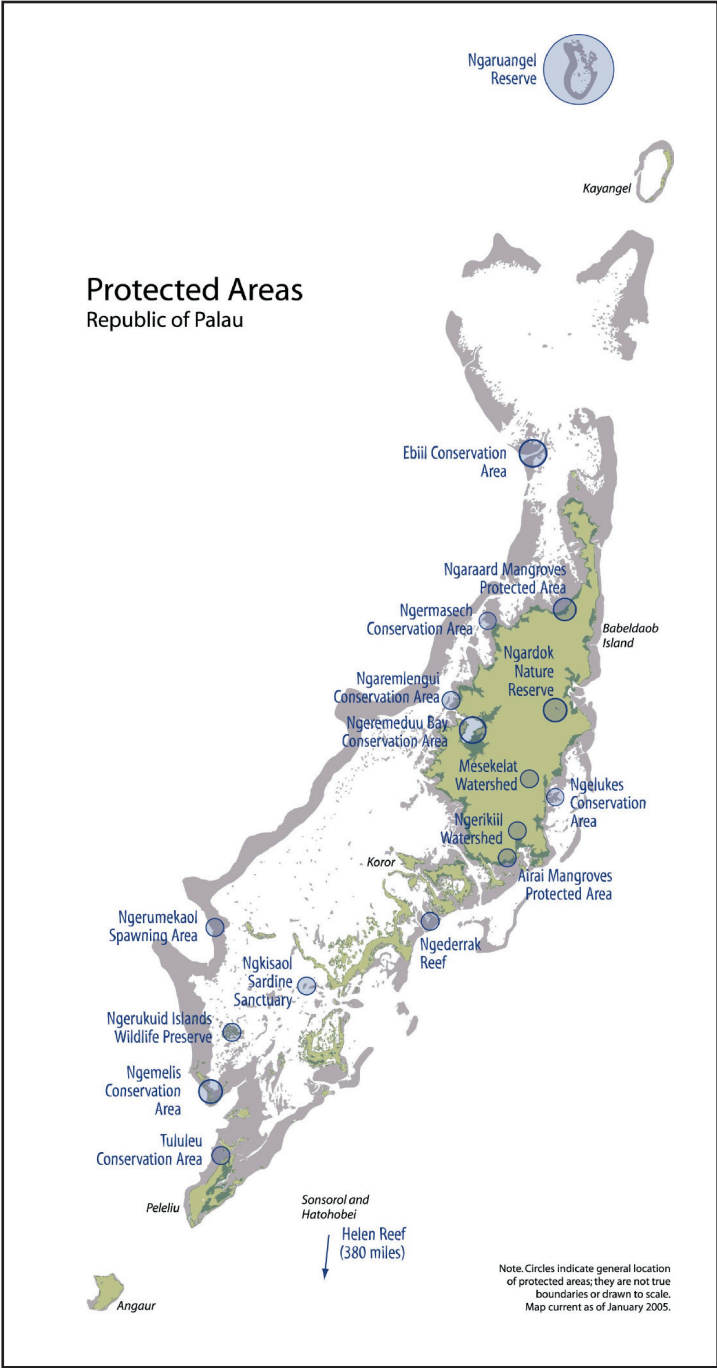 Ngaruangel
Reserve
Kayangel
Protected Areas
Republic of Palau
Ebiil Conservation
Area
Ngaraard Mangroves
Protected Area
Ngermasech
Conservation Area
Babeldaob
Island
Ngardok
Nature
Reserve
Ngaremlengui
Conservation Area
Ngeremeduu Bay
Conservation Area
Mesekelat
Watershed
Ngelukes
Conservation
Area
Ngerikiil
Watershed
Koror
Airai Mangroves
Protected Area
Ngerumekaol
Spawning Area
Ngederrak
Reef
Ngkisaol
Sardine
Sanctuary
Ngerukuid Islands
Wildlife Preserve
Ngemelis
Conservation
Area
Tululeu
Conservation Area
Peleliu
Sonsorol and
Hatohobei
Helen Reef
(380 miles)
Angaur
Note. Circles indicate general location
of protected areas; they are not true
boundaries or drawn to scale.
Map current as of January 2005.